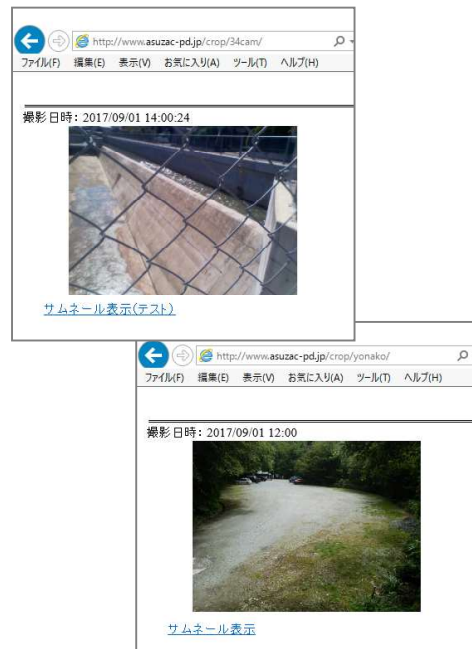 http://www.asuzac-pd.jp/crop/34cam/
ファイル(F) 編集(E) 表示(V) お気に入り(A) ツール(T) ヘルプ(H)
撮影日時：2017/09/01 14:00:24
サムネール表示(テスト)
http://www.asuzac-pd.jp/crop/yonako/
ファイル(F) 編集(E) 表示(V) お気に入り(A) ツール(T) ヘルプ(H)
撮影日時：2017/09/01 12:00
サムネール表示